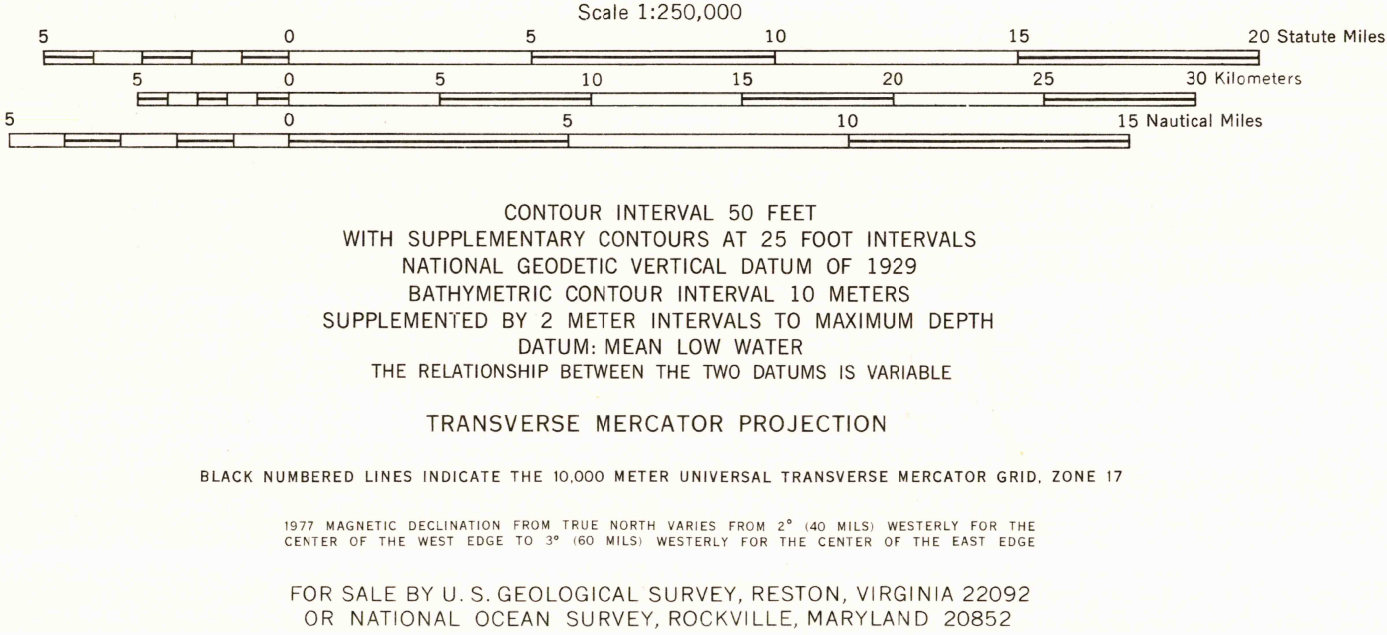 Scale 1:250,000
5 0 5 10 15 20 Statute Miles
5 0 5 10 15 20 25 30 Kilometers
5 0 5 10 15 Nautical Miles
CONTOUR INTERVAL 50 FEET
WITH SUPPLEMENTARY CONTOURS AT 25 FOOT INTERVALS
NATIONAL GEODETIC VERTICAL DATUM OF 1929
BATHYMETRIC CONTOUR INTERVAL 10 METERS
SUPPLEMENTED BY 2 METER INTERVALS TO MAXIMUM DEPTH
DATUM: MEAN LOW WATER
THE RELATIONSHIP BETWEEN THE TWO DATUMS IS VARIABLE
TRANSVERSE MERCATOR PROJECTION
BLACK NUMBERED LINES INDICATE THE 10,000 METER UNIVERSAL TRANSVERSE MERCATOR GRID, ZONE 17
1977 MAGNETIC DECLINATION FROM TRUE NORTH VARIES FROM 2° (40 MILS) WESTERLY FOR THE
CENTER OF THE WEST EDGE TO 3° (60 MILS) WESTERLY FOR THE CENTER OF THE EAST EDGE
FOR SALE BY U. S. GEOLOGICAL SURVEY, RESTON, VIRGINIA 22092
OR NATIONAL OCEAN SURVEY, ROCKVILLE, MARYLAND 20852